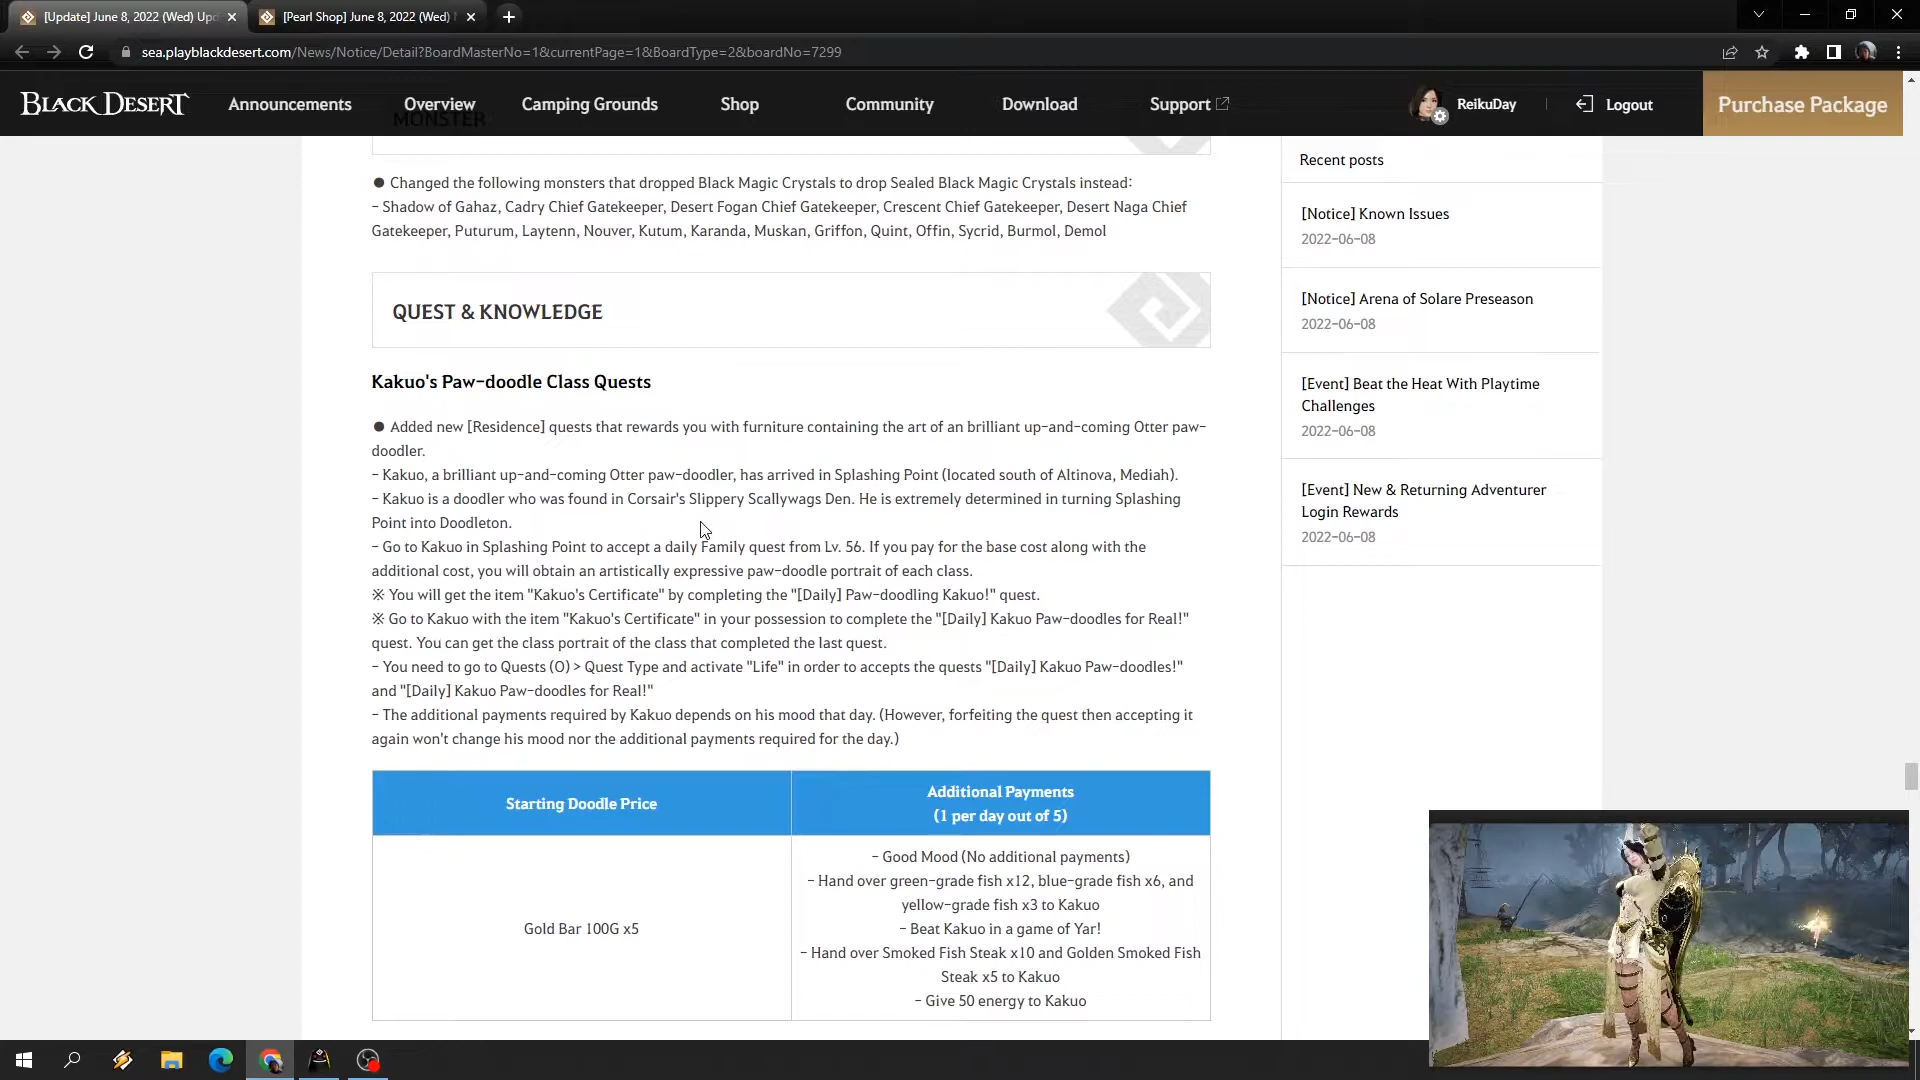 [Update] June 8, 2022 (Wed) Upd
[Pearl Shop] June 8, 2022 (Wed)
sea.playblackdesert.com/News/Notice/Detail?BoardMasterNo=1&currentPage=1&BoardType=2&boardNo=7299
BLACK DESERT
Announcements
Overview
Camping Grounds
Shop
Community
Download
Support
ReikuDay
Logout
Purchase Package
MONSTER
● Changed the following monsters that dropped Black Magic Crystals to drop Sealed Black Magic Crystals instead:
- Shadow of Gahaz, Cadry Chief Gatekeeper, Desert Fogan Chief Gatekeeper, Crescent Chief Gatekeeper, Desert Naga Chief
Gatekeeper, Puturum, Laytenn, Nouver, Kutum, Karanda, Muskan, Griffon, Quint, Offin, Sycrid, Burmol, Demol
QUEST & KNOWLEDGE
Kakuo's Paw-doodle Class Quests
● Added new [Residence] quests that rewards you with furniture containing the art of an brilliant up-and-coming Otter paw-
doodler.
- Kakuo, a brilliant up-and-coming Otter paw-doodler, has arrived in Splashing Point (located south of Altinova, Mediah).
- Kakuo is a doodler who was found in Corsair's Slippery Scallywags Den. He is extremely determined in turning Splashing
Point into Doodleton.
- Go to Kakuo in Splashing Point to accept a daily Family quest from Lv. 56. If you pay for the base cost along with the
additional cost, you will obtain an artistically expressive paw-doodle portrait of each class.
※ You will get the item "Kakuo's Certificate" by completing the "[Daily] Paw-doodling Kakuo!" quest.
※ Go to Kakuo with the item "Kakuo's Certificate" in your possession to complete the "[Daily] Kakuo Paw-doodles for Real!"
quest. You can get the class portrait of the class that completed the last quest.
- You need to go to Quests (O) > Quest Type and activate "Life" in order to accepts the quests "[Daily] Kakuo Paw-doodles!"
and "[Daily] Kakuo Paw-doodles for Real!"
- The additional payments required by Kakuo depends on his mood that day. (However, forfeiting the quest then accepting it
again won't change his mood nor the additional payments required for the day.)
Starting Doodle Price
Additional Payments
(1 per day out of 5)
Gold Bar 100G x5
- Good Mood (No additional payments)
- Hand over green-grade fish x12, blue-grade fish x6, and
yellow-grade fish x3 to Kakuo
- Beat Kakuo in a game of Yar!
- Hand over Smoked Fish Steak x10 and Golden Smoked Fish
Steak x5 to Kakuo
- Give 50 energy to Kakuo
Recent posts
[Notice] Known Issues
2022-06-08
[Notice] Arena of Solare Preseason
2022-06-08
[Event] Beat the Heat With Playtime
Challenges
2022-06-08
[Event] New & Returning Adventurer
Login Rewards
2022-06-08